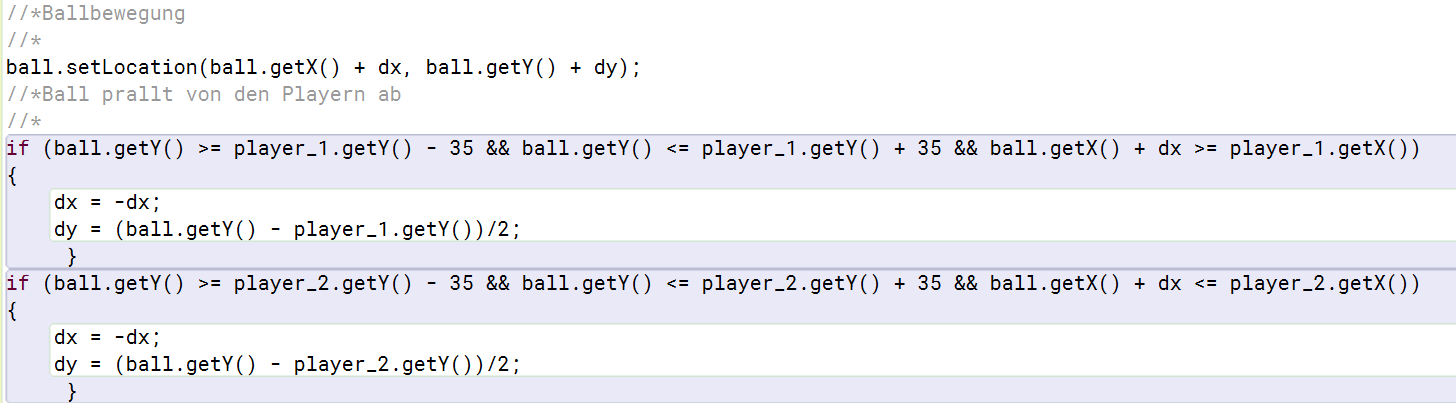 //*Ballbewegung
//*
ball.setLocation(ball.getX() + dx, ball.getY() + dy);
//*Ball prallt von den Playern ab
//*
if (ball.getY() >= player_1.getY() - 35 && ball.getY() <= player_1.getY() + 35 && ball.getX() + dx >= player_1.getX())
{
    dx = -dx;
    dy = (ball.getY() - player_1.getY())/2;
     }
if (ball.getY() >= player_2.getY() - 35 && ball.getY() <= player_2.getY() + 35 && ball.getX() + dx <= player_2.getX())
{
    dx = -dx;
    dy = (ball.getY() - player_2.getY())/2;
     }